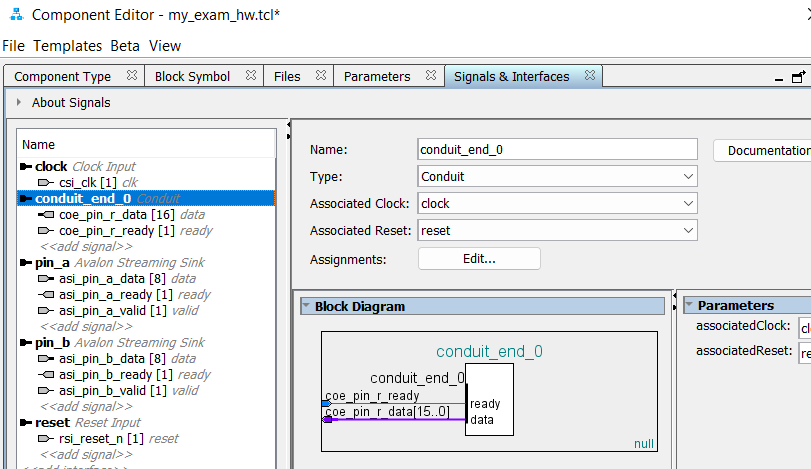 Component Editor - my_exam_hw.tcl*
File Templates Beta View
Component Type Block Symbol Files Parameters Signals & Interfaces
About Signals
Name
clock Clock Input
csi_clk [1] clk
conduit_end_0 Conduit
coe_pin_r_data [16] data
coe_pin_r_ready [1] ready
<<add signal>>
pin_a Avalon Streaming Sink
asi_pin_a_data [8] data
asi_pin_a_ready [1] ready
asi_pin_a_valid [1] valid
<<add signal>>
pin_b Avalon Streaming Sink
asi_pin_b_data [8] data
asi_pin_b_ready [1] ready
asi_pin_b_valid [1] valid
<<add signal>>
reset Reset Input
rsi_reset_n [1] reset
<<add signal>>
<<add interface>>
Name: conduit_end_0 Documentation
Type: Conduit
Associated Clock: clock
Associated Reset: reset
Assignments: Edit...
Block Diagram
conduit_end_0
conduit_end_0
coe_pin_r_ready ready
coe_pin_r_data[15..0] data
null
Parameters
associatedClock: cl
associatedReset: re